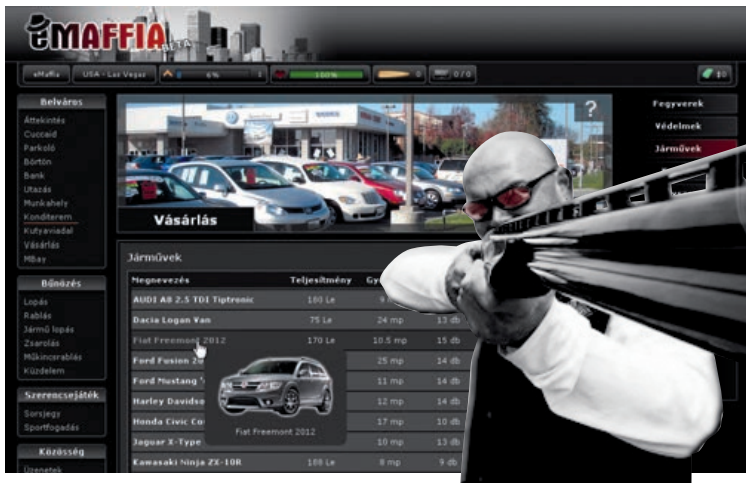 eMAFFIA
BETA
eMaffia
USA - Las Vegas
6%
100%
0
0 / 0
$0
Belváros
Áttekintés
Cuccaid
Parkoló
Börtön
Bank
Utazás
Munkahely
Konditerem
Kutyaviadal
Vásárlás
MBay
Bűnözés
Lopás
Rablás
Jármű lopás
Zsarolás
Műkincsrablás
Küzdelem
Szerencsejáték
Sorsjegy
Sportfogadás
Közösség
Üzenetek
?
Vásárlás
Fegyverek
Védelmek
Járművek
Járművek
Megnevezés Teljesítmény
AUDI A8 2.5 TDI Tiptronic 180 Le
Dacia Logan Van 75 Le 24 mp 13 db
Fiat Freemont 2012 170 Le 10.5 mp 15 db
Ford Fusion 25 mp 14 db
Ford Mustang 11 mp 14 db
Harley 12 mp 14 db
Honda Civic 17 mp 10 db
Jaguar X-Type 10 mp 13 db
Kawasaki Ninja ZX-10R 188 Le 8 mp 9 db
Fiat Freemont 2012